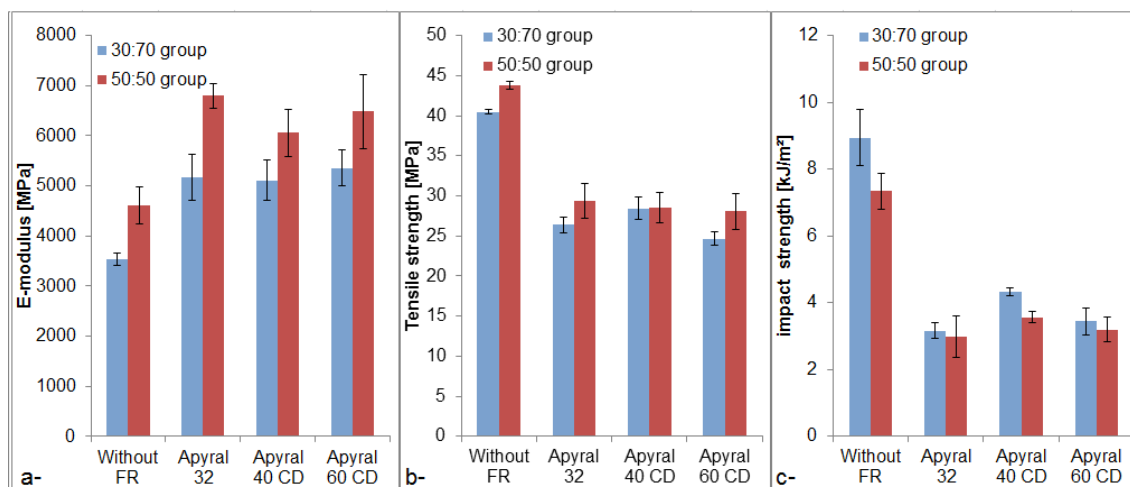 E-modulus [MPa]
8000
7000
6000
5000
4000
3000
2000
1000
0
30:70 group
50:50 group
Without
FR
Apyral
32
Apyral
40 CD
Apyral
60 CD
a-
Tensile strength [MPa]
50
45
40
35
30
25
20
15
10
5
0
30:70 group
50:50 group
Without
FR
Apyral
32
Apyral
40 CD
Apyral
60 CD
b-
impact strength [kJ/m²]
12
10
8
6
4
2
0
30:70 group
50:50 group
Without
FR
Apyral
32
Apyral
40 CD
Apyral
60 CD
c-